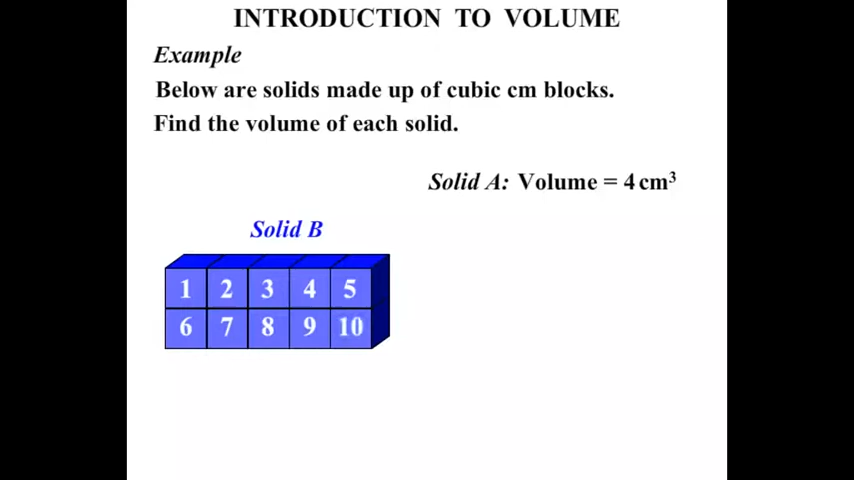 INTRODUCTION TO VOLUME
Example
Below are solids made up of cubic cm blocks.
Find the volume of each solid.
Solid A: Volume = 4 cm³
Solid B
1 2 3 4 5
6 7 8 9 10